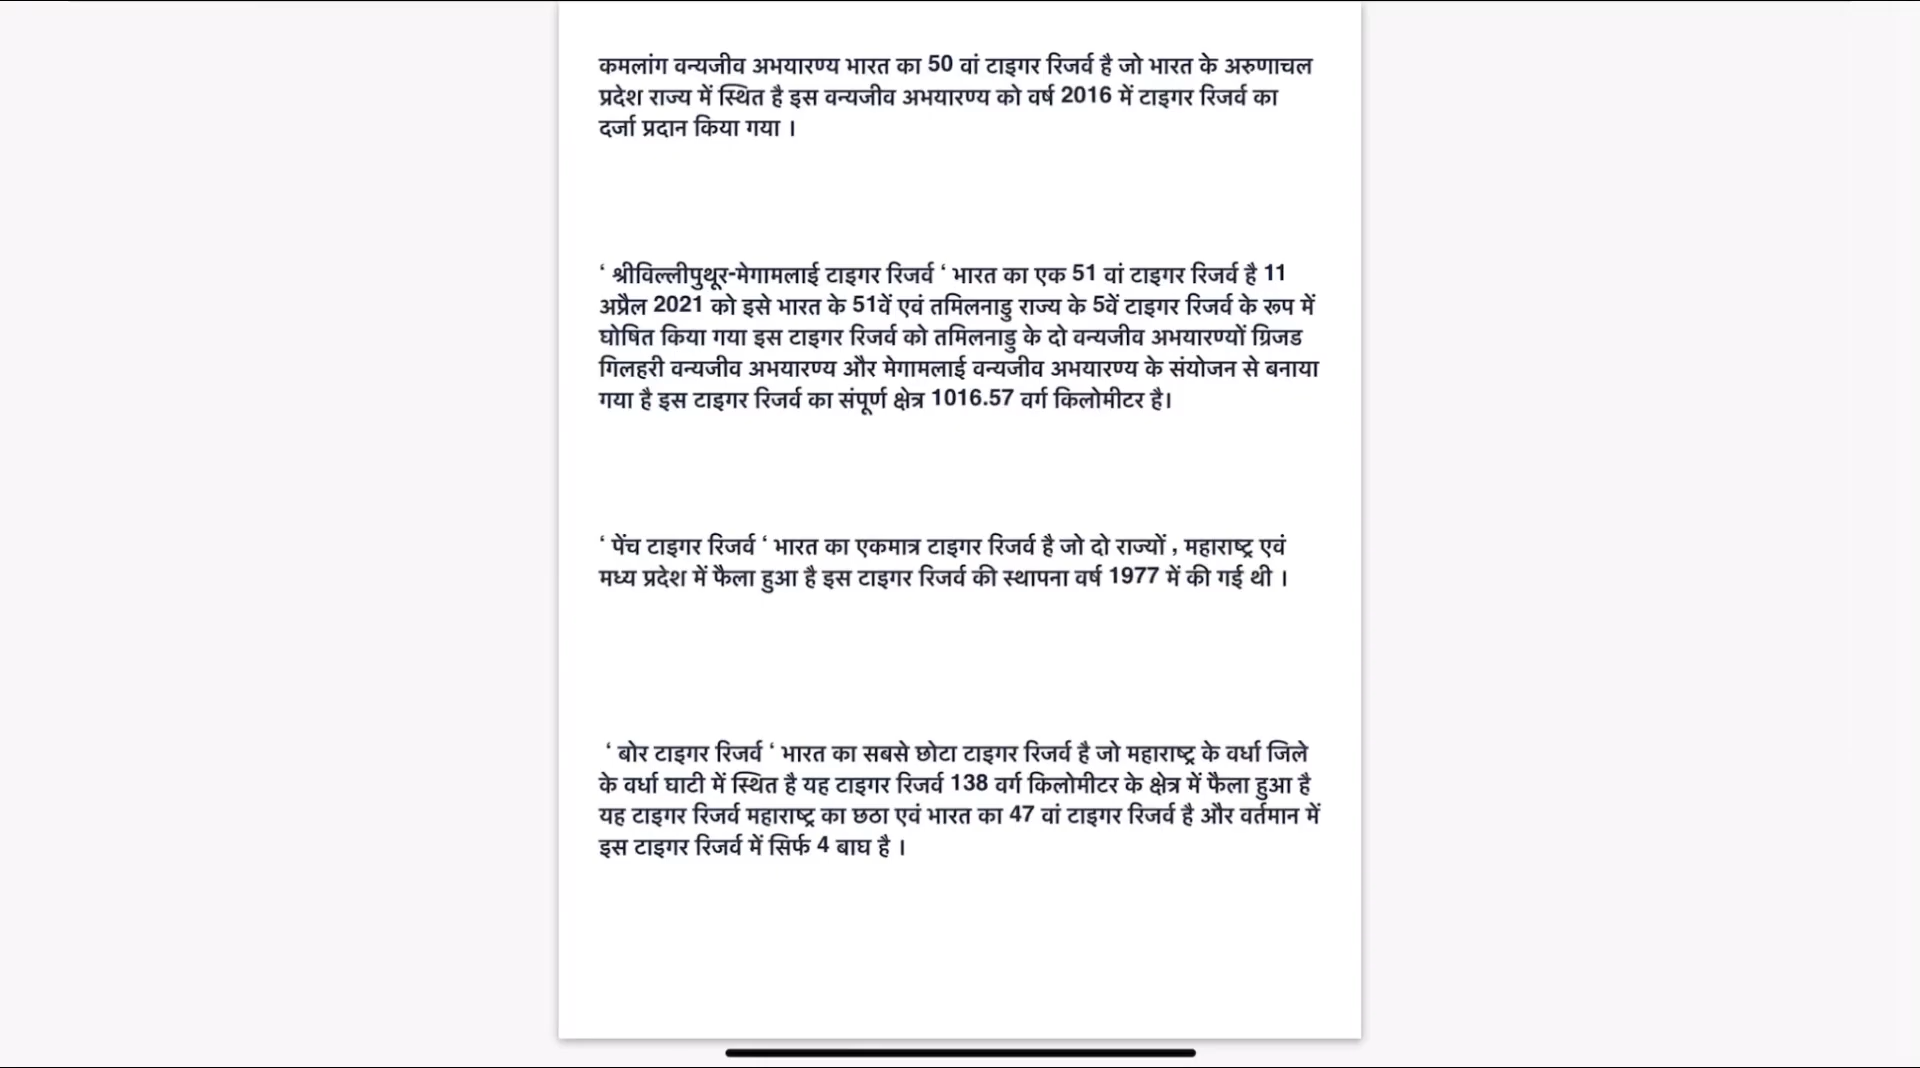 कमलांग वन्यजीव अभयारण्य भारत का 50 वां टाइगर रिजर्व है जो भारत के अरुणाचल
प्रदेश राज्य में स्थित है इस वन्यजीव अभयारण्य को वर्ष 2016 में टाइगर रिजर्व का
दर्जा प्रदान किया गया ।
‘ श्रीविल्लीपुथूर-मेगामलाई टाइगर रिजर्व ‘ भारत का एक 51 वां टाइगर रिजर्व है 11
अप्रैल 2021 को इसे भारत के 51वें एवं तमिलनाडु राज्य के 5वें टाइगर रिजर्व के रूप में
घोषित किया गया इस टाइगर रिजर्व को तमिलनाडु के दो वन्यजीव अभयारण्यों ग्रिजड
गिलहरी वन्यजीव अभयारण्य और मेगामलाई वन्यजीव अभयारण्य के संयोजन से बनाया
गया है इस टाइगर रिजर्व का संपूर्ण क्षेत्र 1016.57 वर्ग किलोमीटर है।
‘ पेंच टाइगर रिजर्व ‘ भारत का एकमात्र टाइगर रिजर्व है जो दो राज्यों , महाराष्ट्र एवं
मध्य प्रदेश में फैला हुआ है इस टाइगर रिजर्व की स्थापना वर्ष 1977 में की गई थी ।
‘ बोर टाइगर रिजर्व ‘ भारत का सबसे छोटा टाइगर रिजर्व है जो महाराष्ट्र के वर्धा जिले
के वर्धा घाटी में स्थित है यह टाइगर रिजर्व 138 वर्ग किलोमीटर के क्षेत्र में फैला हुआ है
यह टाइगर रिजर्व महाराष्ट्र का छठा एवं भारत का 47 वां टाइगर रिजर्व है और वर्तमान में
इस टाइगर रिजर्व में सिर्फ 4 बाघ है ।